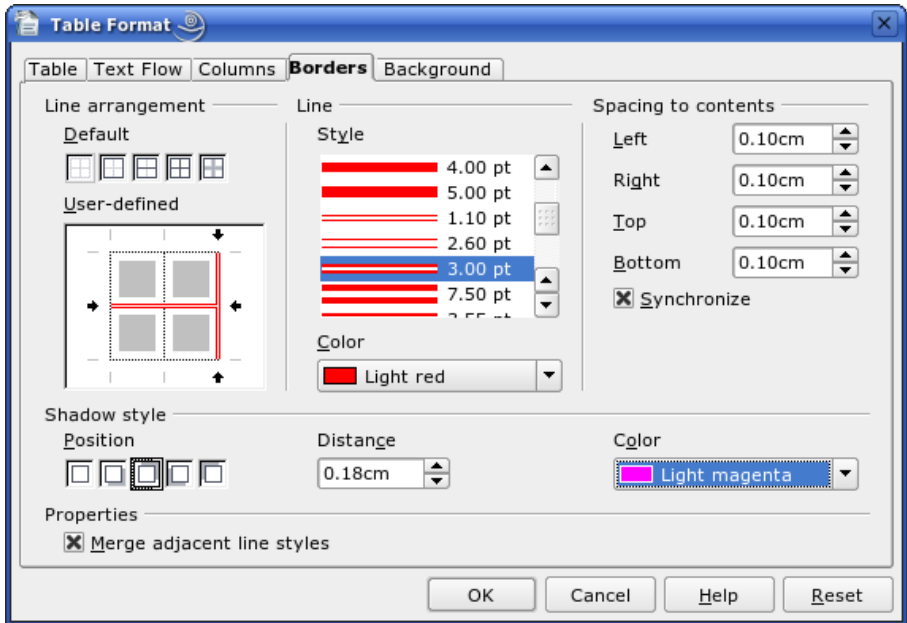 Table Format
Table Text Flow Columns Borders Background
Line arrangement
Default
User-defined
Line
Style
4.00 pt
5.00 pt
1.10 pt
2.60 pt
3.00 pt
7.50 pt
Color
Light red
Spacing to contents
Left 0.10cm
Right 0.10cm
Top 0.10cm
Bottom 0.10cm
Synchronize
Shadow style
Position
Distance
0.18cm
Color
Light magenta
Properties
Merge adjacent line styles
OK Cancel Help Reset